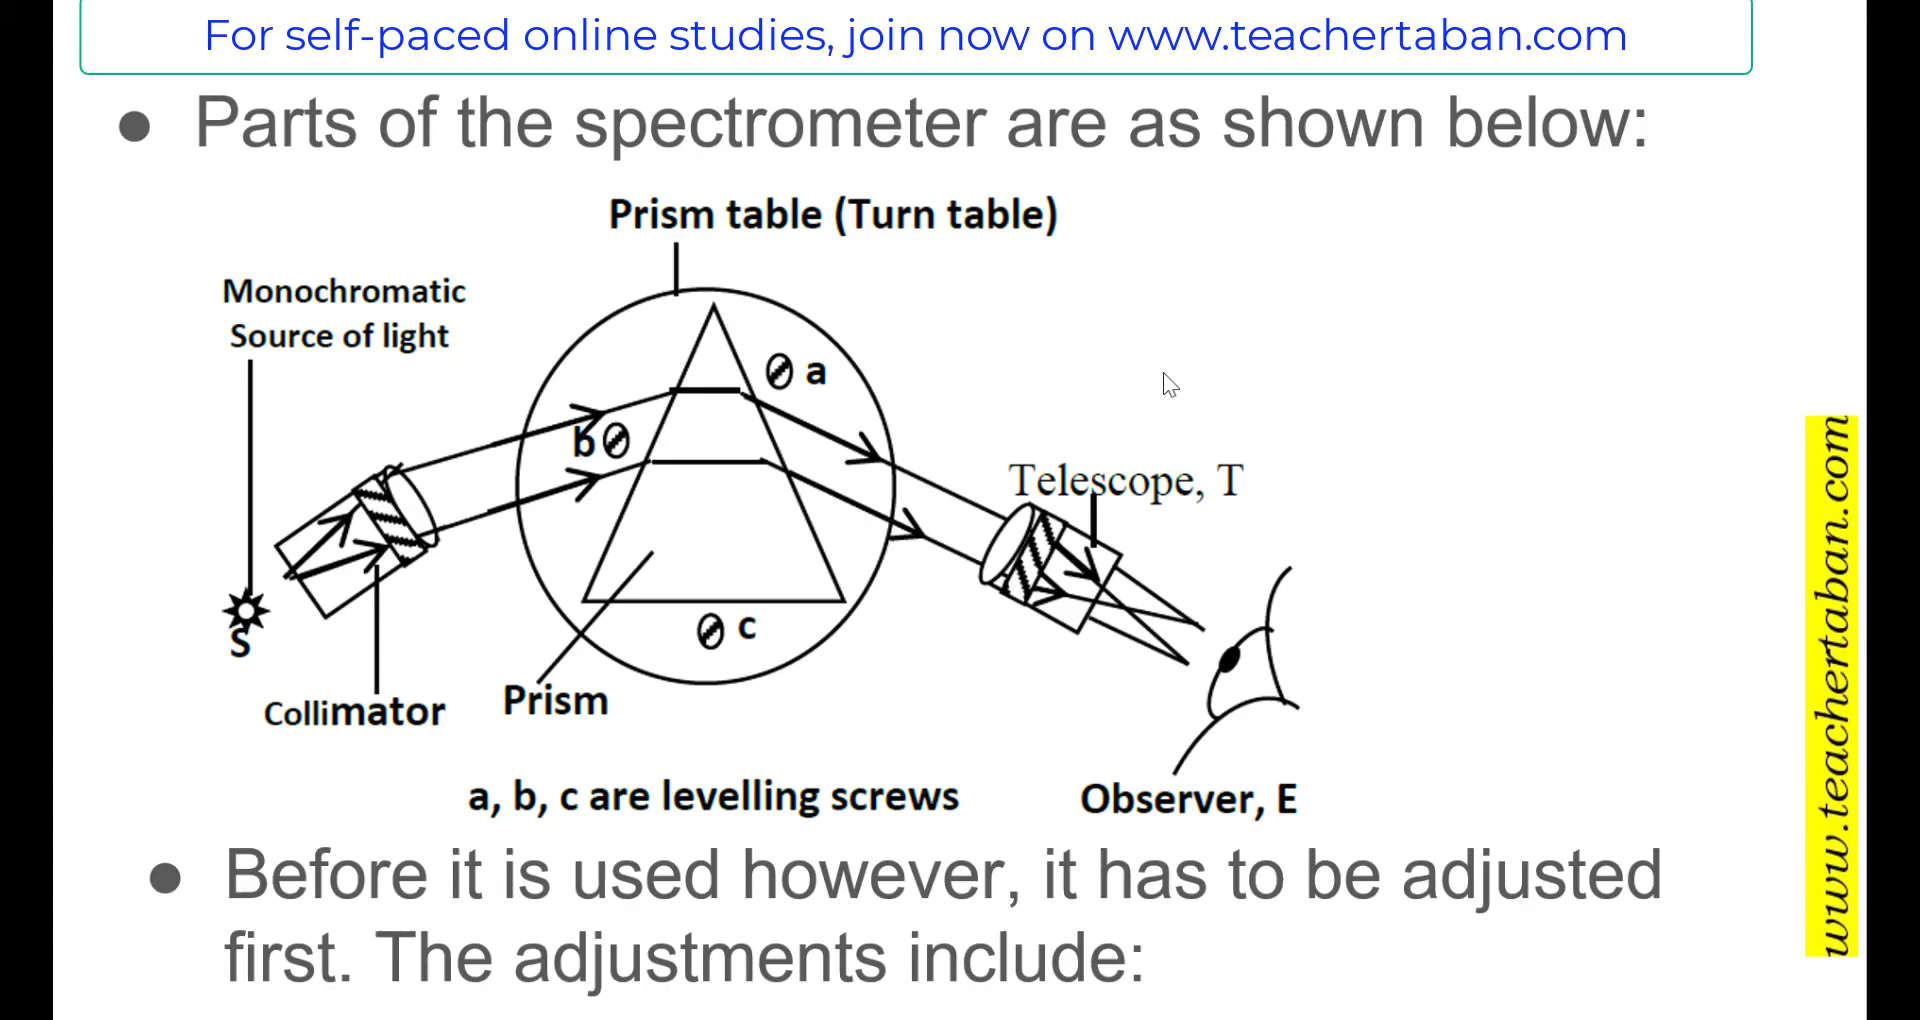 For self-paced online studies, join now on www.teachertaban.com
● Parts of the spectrometer are as shown below:
Prism table (Turn table)
Monochromatic
Source of light
a
b
Telescope, T
c
S
Collimator
Prism
a, b, c are levelling screws
Observer, E
● Before it is used however, it has to be adjusted
first. The adjustments include:
www.teachertaban.com